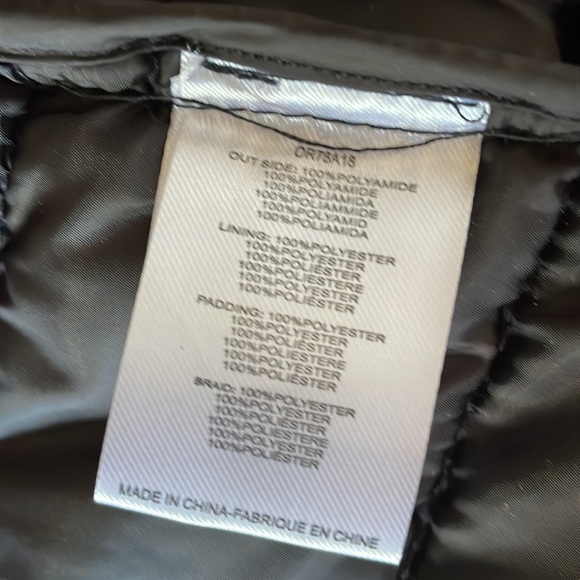 OR78A18
OUT SIDE: 100%POLYAMIDE
100%POLYAMIDE
100%POLIAMIDA
100%POLIAMMIDE
100%POLYAMID
100%POLIAMIDA
LINING: 100%POLYESTER
100%POLYESTER
100%POLIÉSTER
100%POLIESTERE
100%POLYESTER
100%POLIÉSTER
PADDING: 100%POLYESTER
100%POLYESTER
100%POLIÉSTER
100%POLIESTERE
100%POLYESTER
100%POLIÉSTER
BRAID: 100%POLYESTER
100%POLYESTER
100%POLIÉSTER
100%POLIESTERE
100%POLYESTER
100%POLIÉSTER
MADE IN CHINA-FABRIQUE EN CHINE